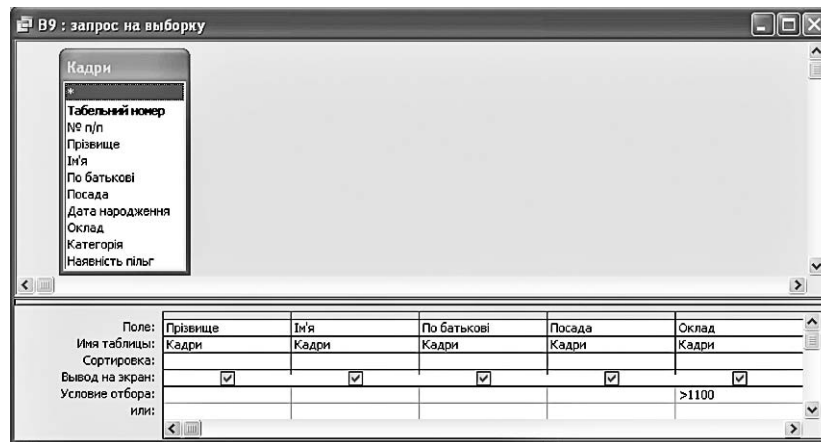 В9 : запрос на выборку
Кадри
*
Табельний номер
№ п/п
Прізвище
Ім'я
По батькові
Посада
Дата народження
Оклад
Категорія
Наявність пільг
Поле: Прізвище Ім'я По батькові Посада Оклад
Имя таблицы: Кадри Кадри Кадри Кадри Кадри
Сортировка:
Вывод на экран:
Условие отбора: >1100
или: